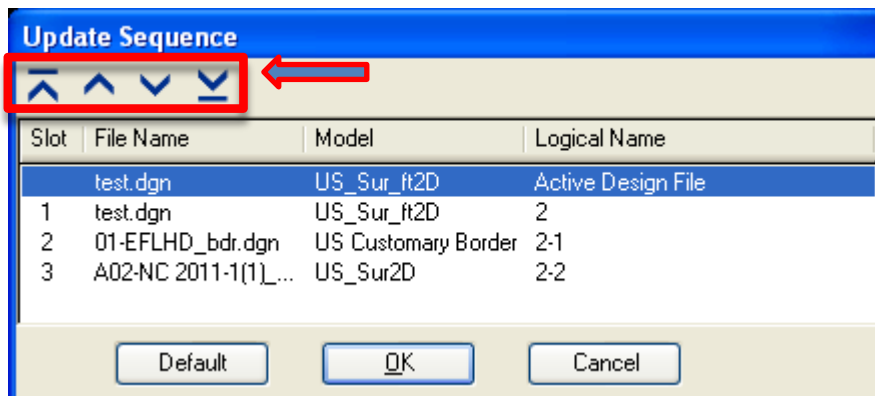 Update Sequence
Slot File Name Model Logical Name
test.dgn US_Sur_ft2D Active Design File
1 test.dgn US_Sur_ft2D 2
2 01-EFLHD_bdr.dgn US Customary Border 2-1
3 A02-NC 2011-1(1)_... US_Sur2D 2-2
Default OK Cancel